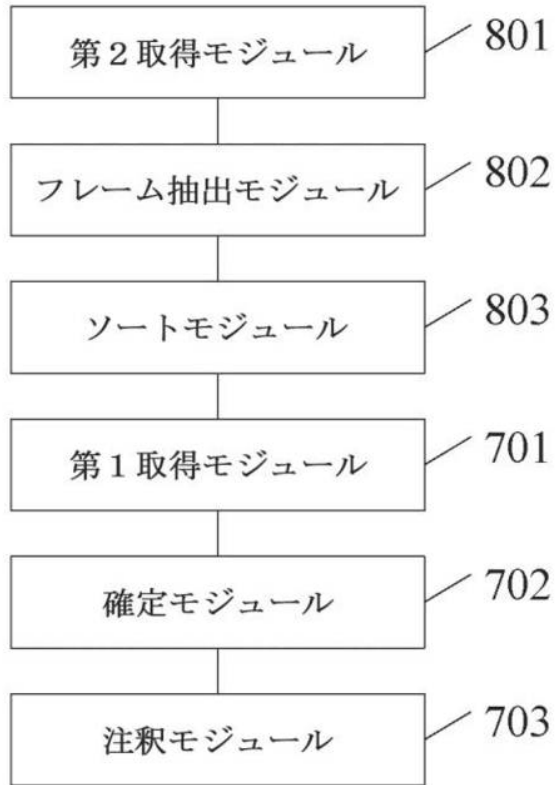 第２取得モジュール 801
フレーム抽出モジュール 802
ソートモジュール 803
第１取得モジュール 701
確定モジュール 702
注釈モジュール 703